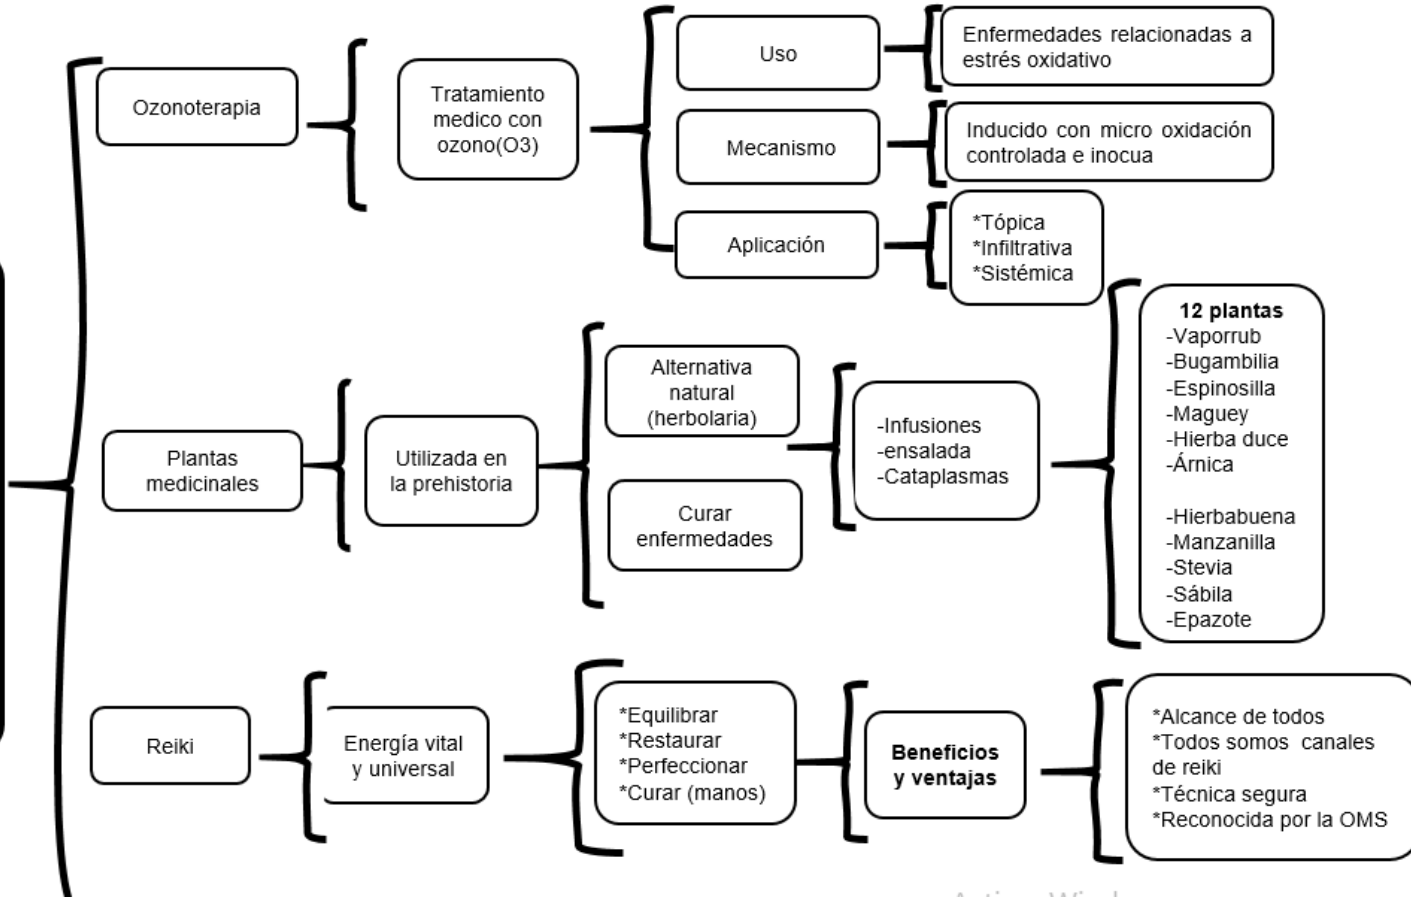 Ozonoterapia
Tratamiento
medico con
ozono(O3)
Uso
Enfermedades relacionadas a
estrés oxidativo
Mecanismo
Inducido con micro oxidación
controlada e inocua
Aplicación
*Tópica
*Infiltrativa
*Sistémica
Plantas
medicinales
Utilizada en
la prehistoria
Alternativa
natural
(herbolaria)
Curar
enfermedades
-Infusiones
-ensalada
-Cataplasmas
12 plantas
-Vaporrub
-Bugambilia
-Espinosilla
-Maguey
-Hierba duce
-Árnica
-Hierbabuena
-Manzanilla
-Stevia
-Sábila
-Epazote
Reiki
Energía vital
y universal
*Equilibrar
*Restaurar
*Perfeccionar
*Curar (manos)
Beneficios
y ventajas
*Alcance de todos
*Todos somos canales
de reiki
*Técnica segura
*Reconocida por la OMS